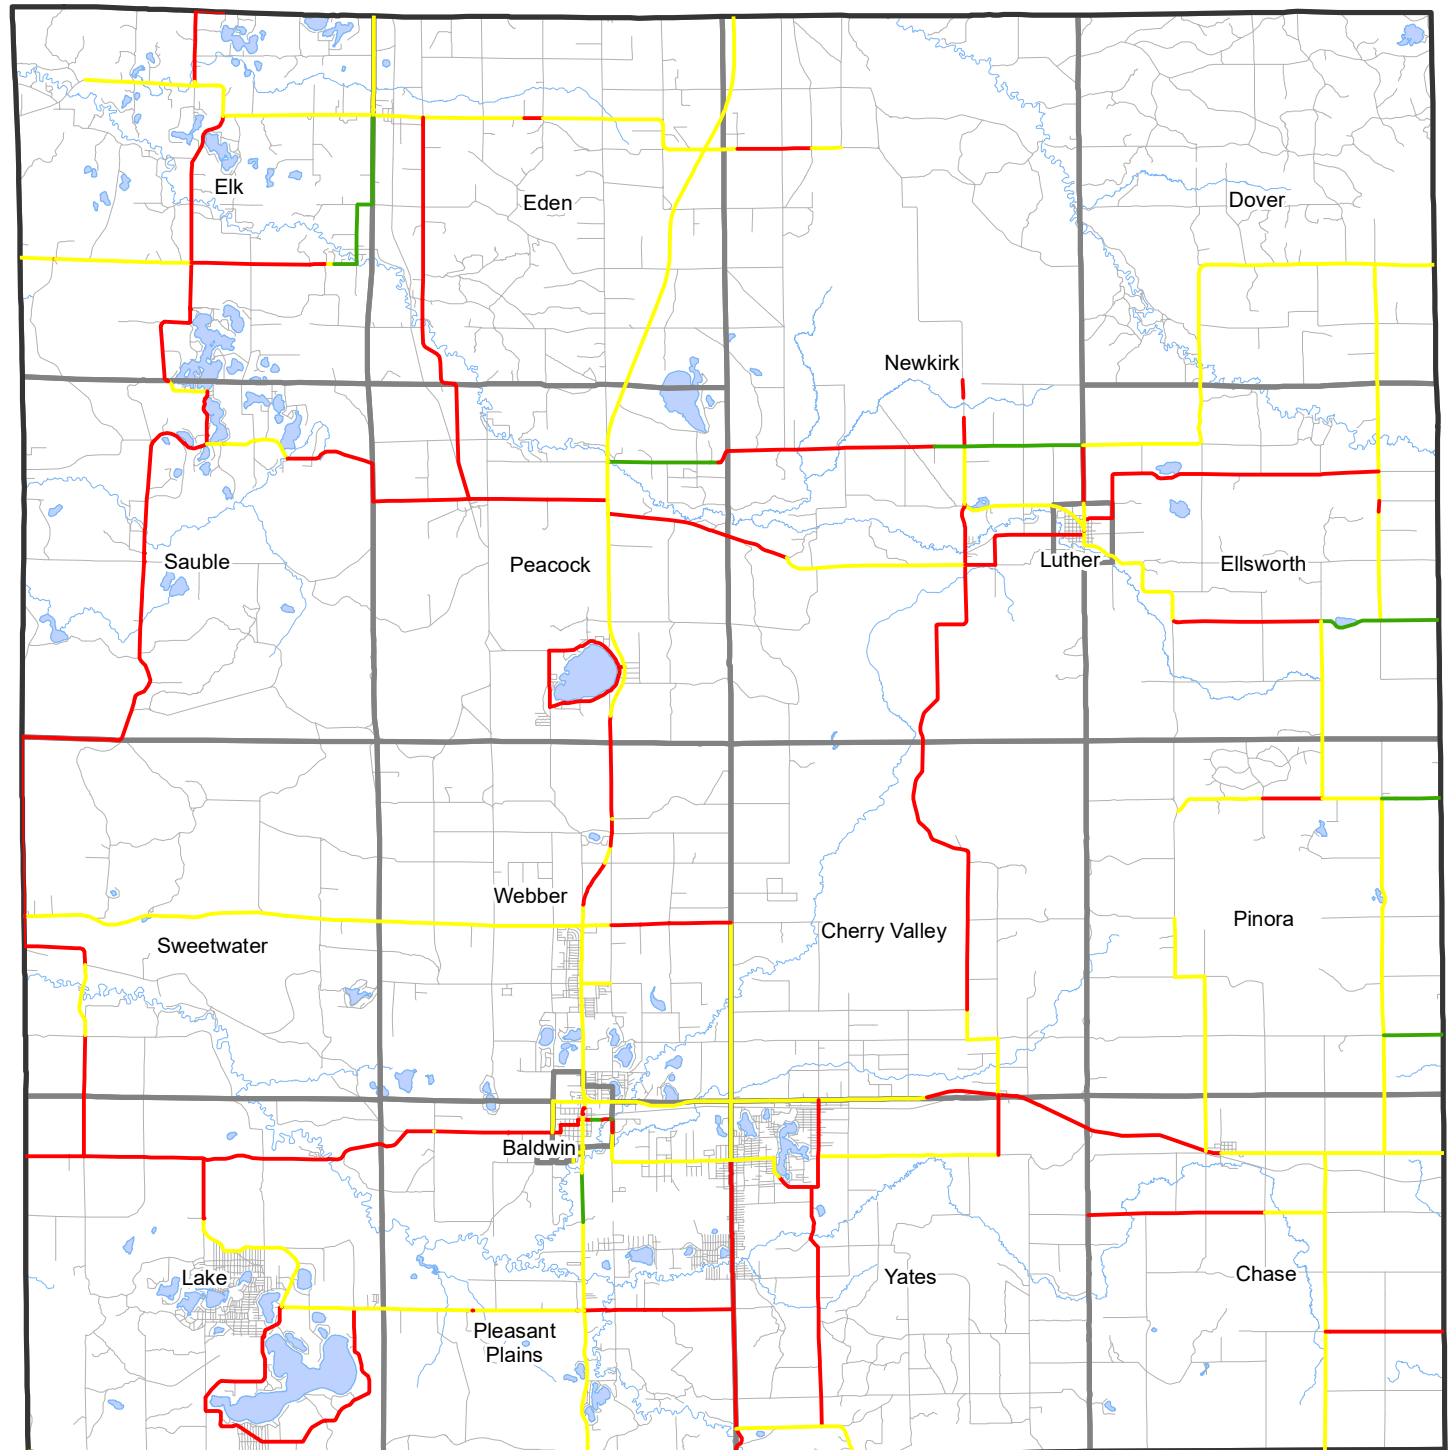 Elk
Eden
Dover
Newkirk
Sauble
Peacock
Luther
Ellsworth
Webber
Sweetwater
Cherry Valley
Pinora
Baldwin
Lake
Yates
Chase
Pleasant
Plains